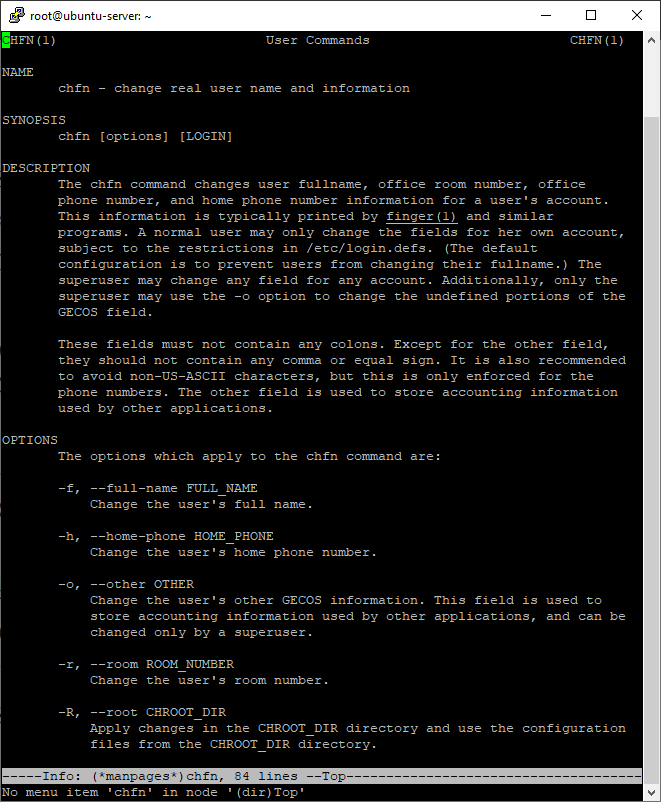 root@ubuntu-server: ~
CHFN(1) User Commands CHFN(1)
NAME
chfn - change real user name and information
SYNOPSIS
chfn [options] [LOGIN]
DESCRIPTION
The chfn command changes user fullname, office room number, office
phone number, and home phone number information for a user's account.
This information is typically printed by finger(1) and similar
programs. A normal user may only change the fields for her own account,
subject to the restrictions in /etc/login.defs. (The default
configuration is to prevent users from changing their fullname.) The
superuser may change any field for any account. Additionally, only the
superuser may use the -o option to change the undefined portions of the
GECOS field.
These fields must not contain any colons. Except for the other field,
they should not contain any comma or equal sign. It is also recommended
to avoid non-US-ASCII characters, but this is only enforced for the
phone numbers. The other field is used to store accounting information
used by other applications.
OPTIONS
The options which apply to the chfn command are:
-f, --full-name FULL_NAME
Change the user's full name.
-h, --home-phone HOME_PHONE
Change the user's home phone number.
-o, --other OTHER
Change the user's other GECOS information. This field is used to
store accounting information used by other applications, and can be
changed only by a superuser.
-r, --room ROOM_NUMBER
Change the user's room number.
-R, --root CHROOT_DIR
Apply changes in the CHROOT_DIR directory and use the configuration
files from the CHROOT_DIR directory.
-----Info: (*manpages*)chfn, 84 lines --Top-------------------------------------
No menu item 'chfn' in node '(dir)Top'